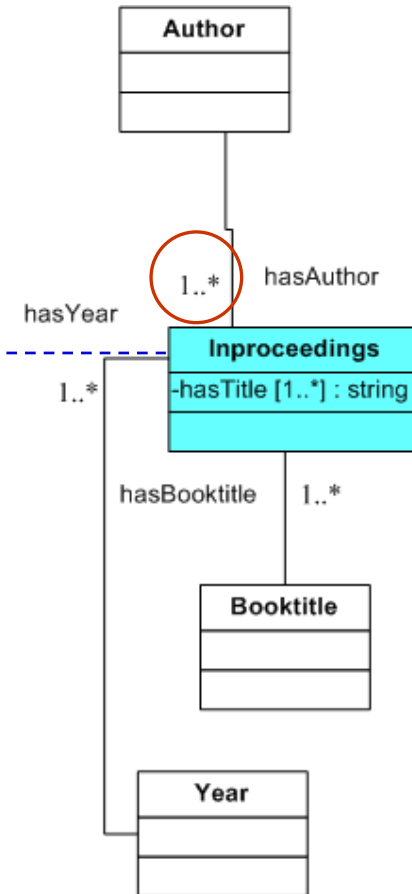 Author
1..*
hasAuthor
hasYear
Inproceedings
1..*
-hasTitle [1..*] : string
hasBooktitle
1..*
Booktitle
Year